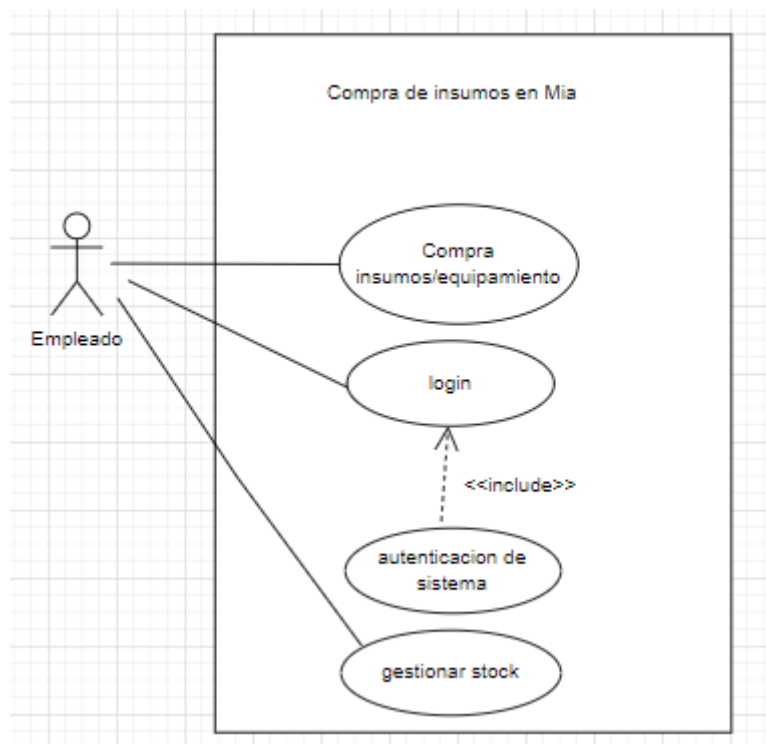 Compra de insumos en Mia
Compra
insumos/equipamiento
Empleado
login
<<include>>
autenticacion de
sistema
gestionar stock